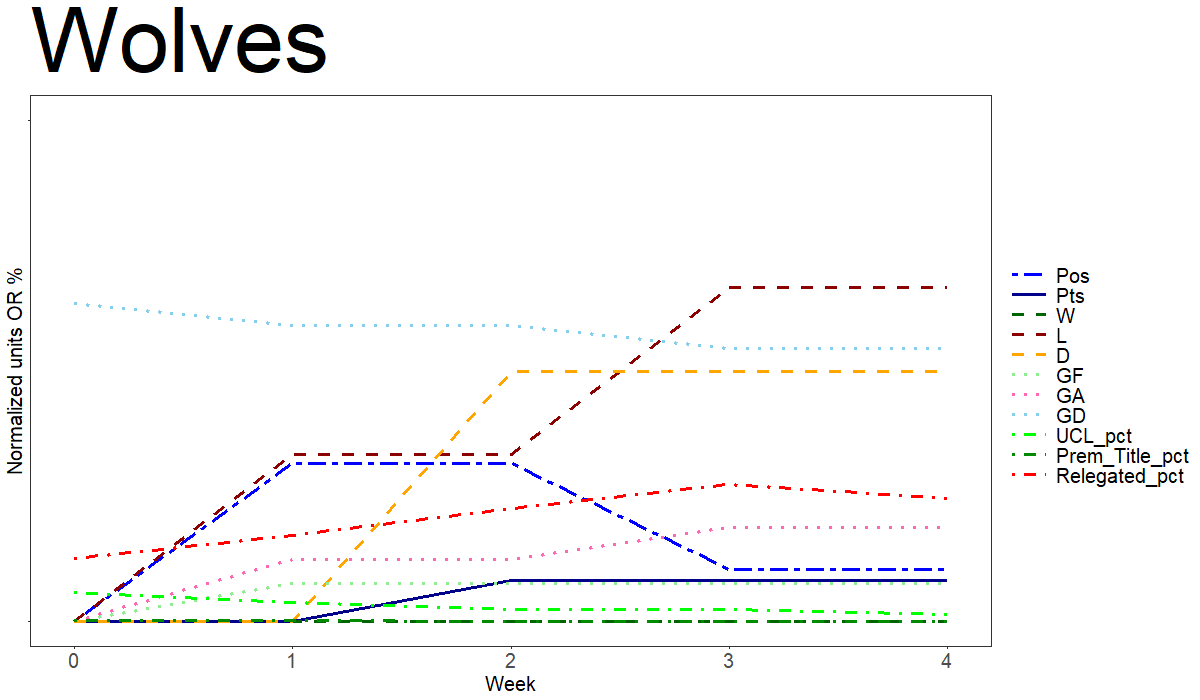 Wolves
Normalized units OR %
0 1 2 3 4
Week
Pos
Pts
W
L
D
GF
GA
GD
UCL_pct
Prem_Title_pct
Relegated_pct